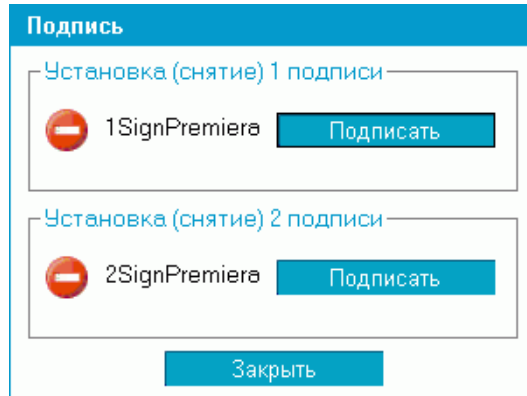 Подпись
Установка (снятие) 1 подписи
1SignPremiera Подписать
Установка (снятие) 2 подписи
2SignPremiera Подписать
Закрыть